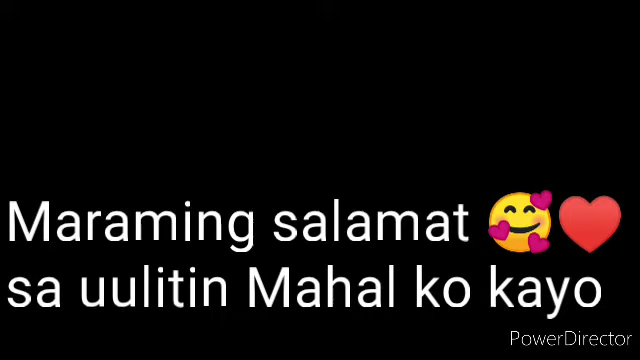 Maraming salamat 🥰♥️
sa uulitin Mahal ko kayo
PowerDirector